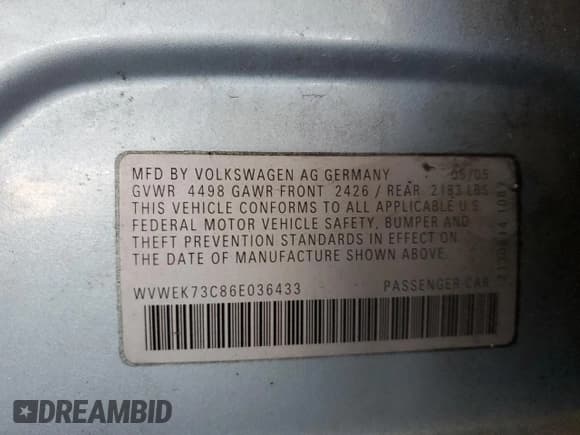 MFD BY VOLKSWAGEN AG GERMANY
GVWR 4498 GAWR FRONT 2426 / REAR 2183 LBS
THIS VEHICLE CONFORMS TO ALL APPLICABLE U.S.
FEDERAL MOTOR VEHICLE SAFETY, BUMPER AND
THEFT PREVENTION STANDARDS IN EFFECT ON
THE DATE OF MANUFACTURE SHOWN ABOVE.
WVWEK73C86E036433 PASSENGER CAR
DREAMBID